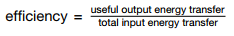 efficiency = useful output energy transfer / total input energy transfer